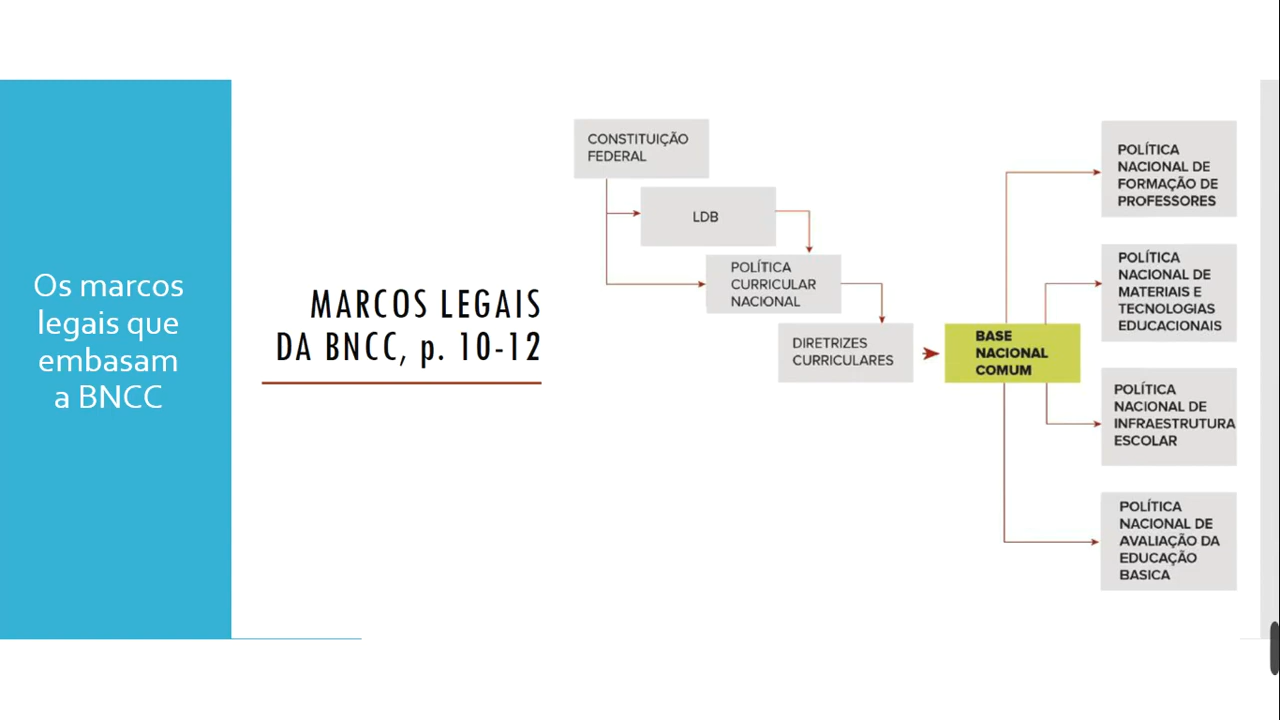 Os marcos
legais que
embasam
a BNCC
MARCOS LEGAIS
DA BNCC, p. 10-12
CONSTITUIÇÃO
FEDERAL
LDB
POLÍTICA
CURRICULAR
NACIONAL
DIRETRIZES
CURRICULARES
BASE
NACIONAL
COMUM
POLÍTICA
NACIONAL DE
FORMAÇÃO DE
PROFESSORES
POLÍTICA
NACIONAL DE
MATERIAIS E
TECNOLOGIAS
EDUCACIONAIS
POLÍTICA
NACIONAL DE
INFRAESTRUTURA
ESCOLAR
POLÍTICA
NACIONAL DE
AVALIAÇÃO DA
EDUCAÇÃO
BASICA